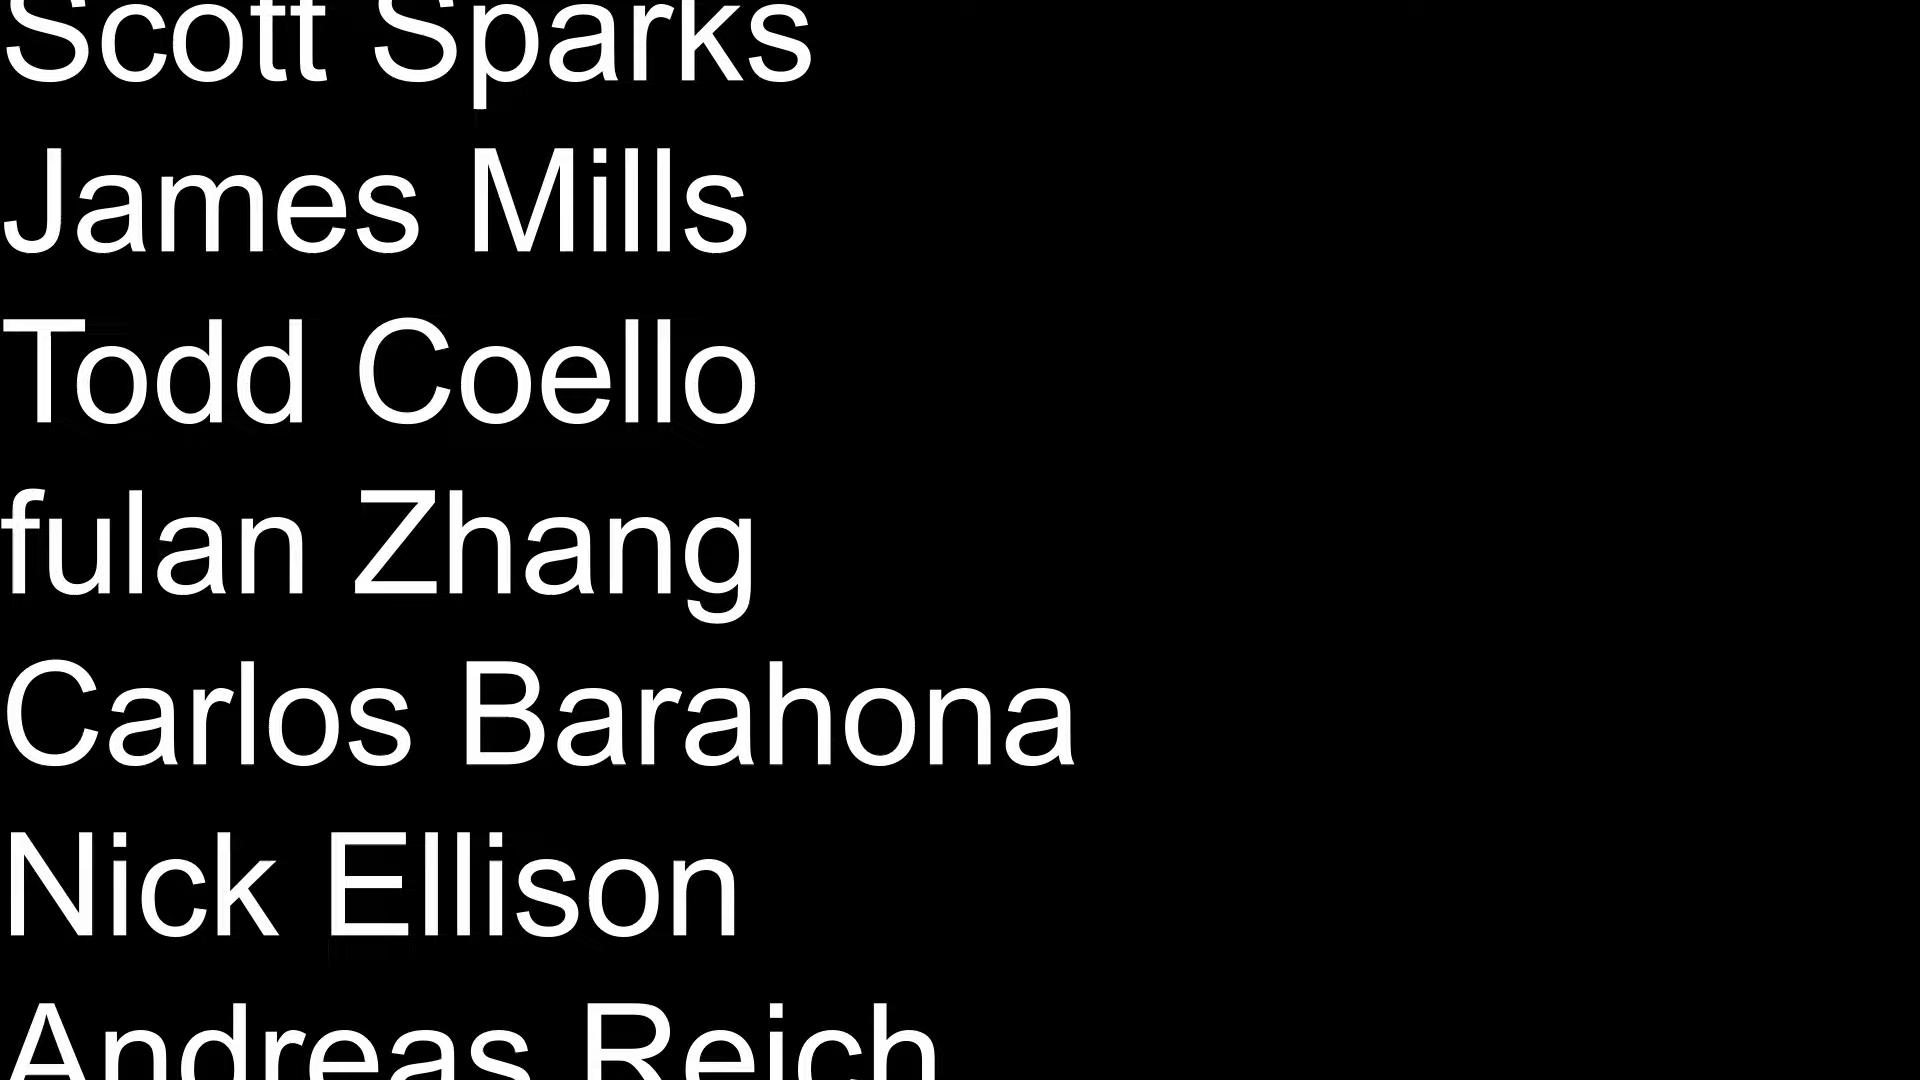 Scott Sparks
James Mills
Todd Coello
fulan Zhang
Carlos Barahona
Nick Ellison
Andreas Reich